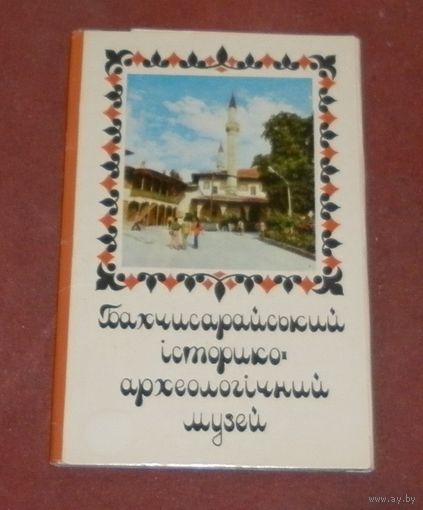 Бахчисарайський
історико-
археологічний
музей
www.ay.by